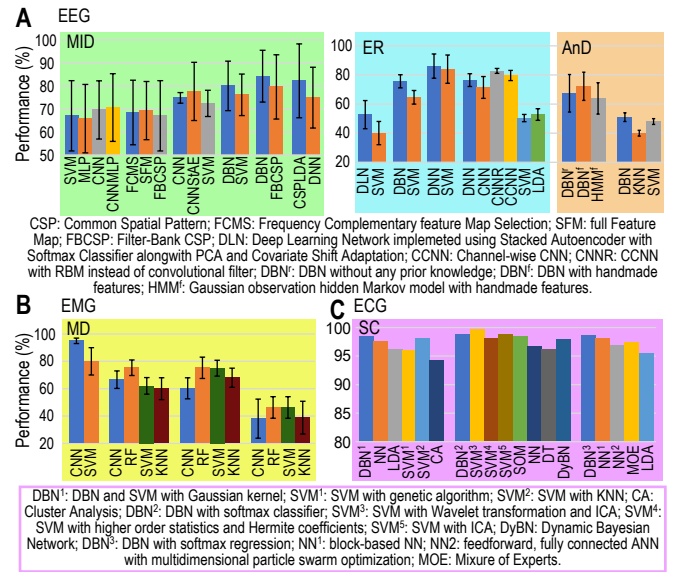 A EEG
MID
ER
AnD
Performance (%)
100
90
80
70
60
50
100
80
60
40
20
100
80
60
40
20
SVM
MLP
CNN
CNNMLP
FCMS
SFM
FBCSP
CNN
CNNStAE
SVM
DBN
SVM
DBN
FBCSP
CSPLDA
DNN
DLN
SVM
DBN
SVM
DNN
SVM
DNN
CNN
CNNR
CCNN
SVM
LDA
DBNʳ
DBNᶠ
HMMᶠ
DBN
KNN
SVM
CSP: Common Spatial Pattern; FCMS: Frequency Complementary feature Map Selection; SFM: full Feature
Map; FBCSP: Filter-Bank CSP; DLN: Deep Learning Network implemeted using Stacked Autoencoder with
Softmax Classifier alongwith PCA and Covariate Shift Adaptation; CCNN: Channel-wise CNN; CNNR: CCNN
with RBM instead of convolutional filter; DBNʳ: DBN without any prior knowledge; DBNᶠ: DBN with handmade
features; HMMᶠ: Gaussian observation hidden Markov model with handmade features.
B EMG
MD
Performance (%)
100
80
60
40
20
CNN
SVM
CNN
RF
SVM
KNN
CNN
RF
SVM
KNN
CNN
RF
SVM
KNN
C ECG
SC
100
95
90
85
80
DBN¹
NN
LDA
SVM¹
SVM²
CA
DBN²
SVM³
SVM⁴
SVM⁵
SOM
NN
DT
DyBN
DBN³
NN¹
NN²
MOE
LDA
DBN¹: DBN and SVM with Gaussian kernel; SVM¹: SVM with genetic algorithm; SVM²: SVM with KNN; CA:
Cluster Analysis; DBN²: DBN with softmax classifier; SVM³: SVM with Wavelet transformation and ICA; SVM⁴:
SVM with higher order statistics and Hermite coefficients; SVM⁵: SVM with ICA; DyBN: Dynamic Bayesian
Network; DBN³: DBN with softmax regression; NN¹: block-based NN; NN2: feedforward, fully connected ANN
with multidimensional particle swarm optimization; MOE: Mixure of Experts.